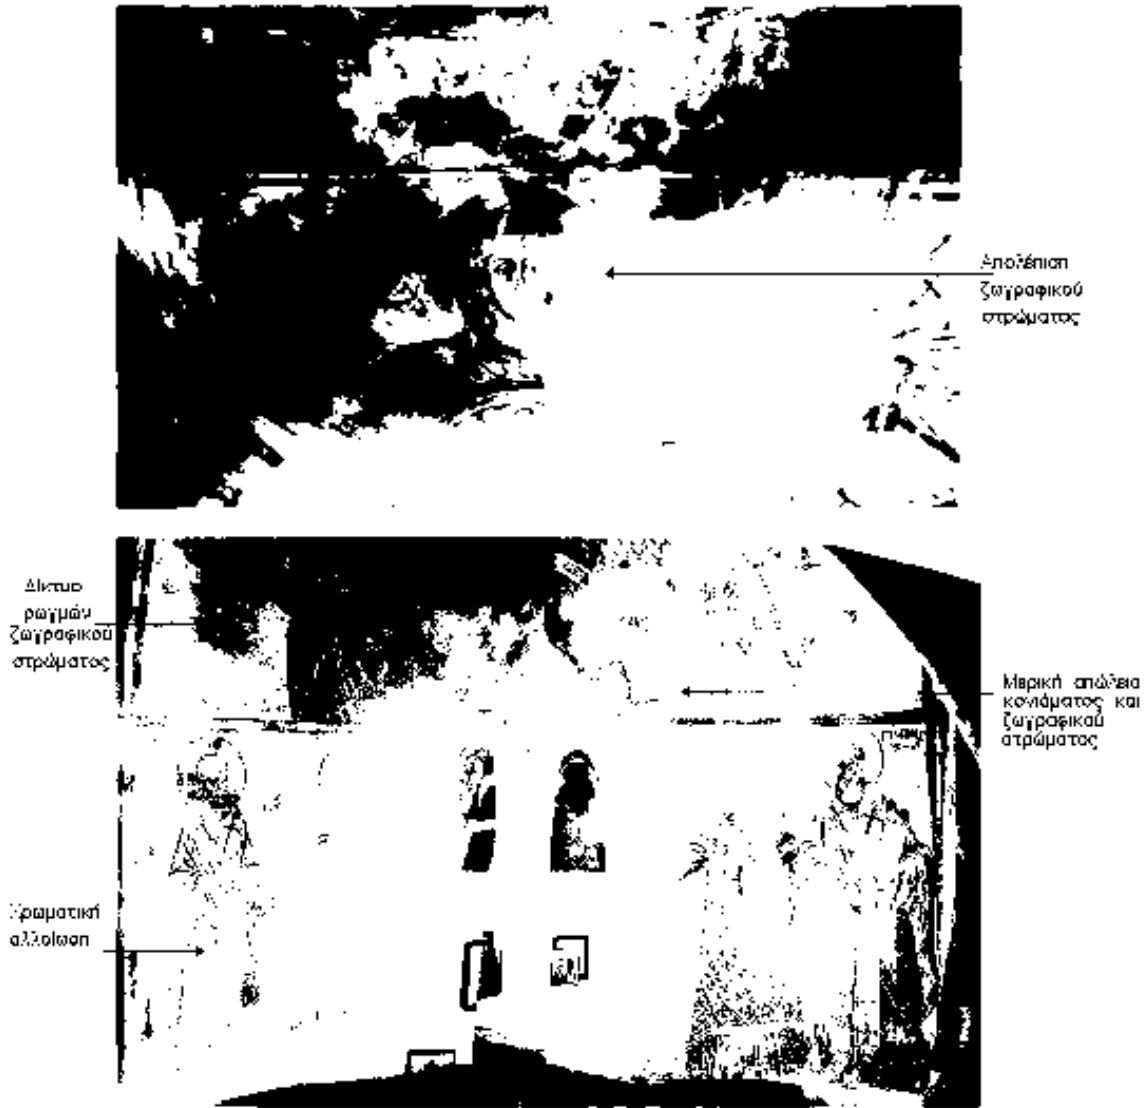 Απολέπιση
ζωγραφικού
στρώματος
Δίκτυο
ρωγμών
ζωγραφικού
στρώματος
Μερική απώλεια
κονιάματος και
ζωγραφικού
στρώματος
Χρωματική
αλλοίωση